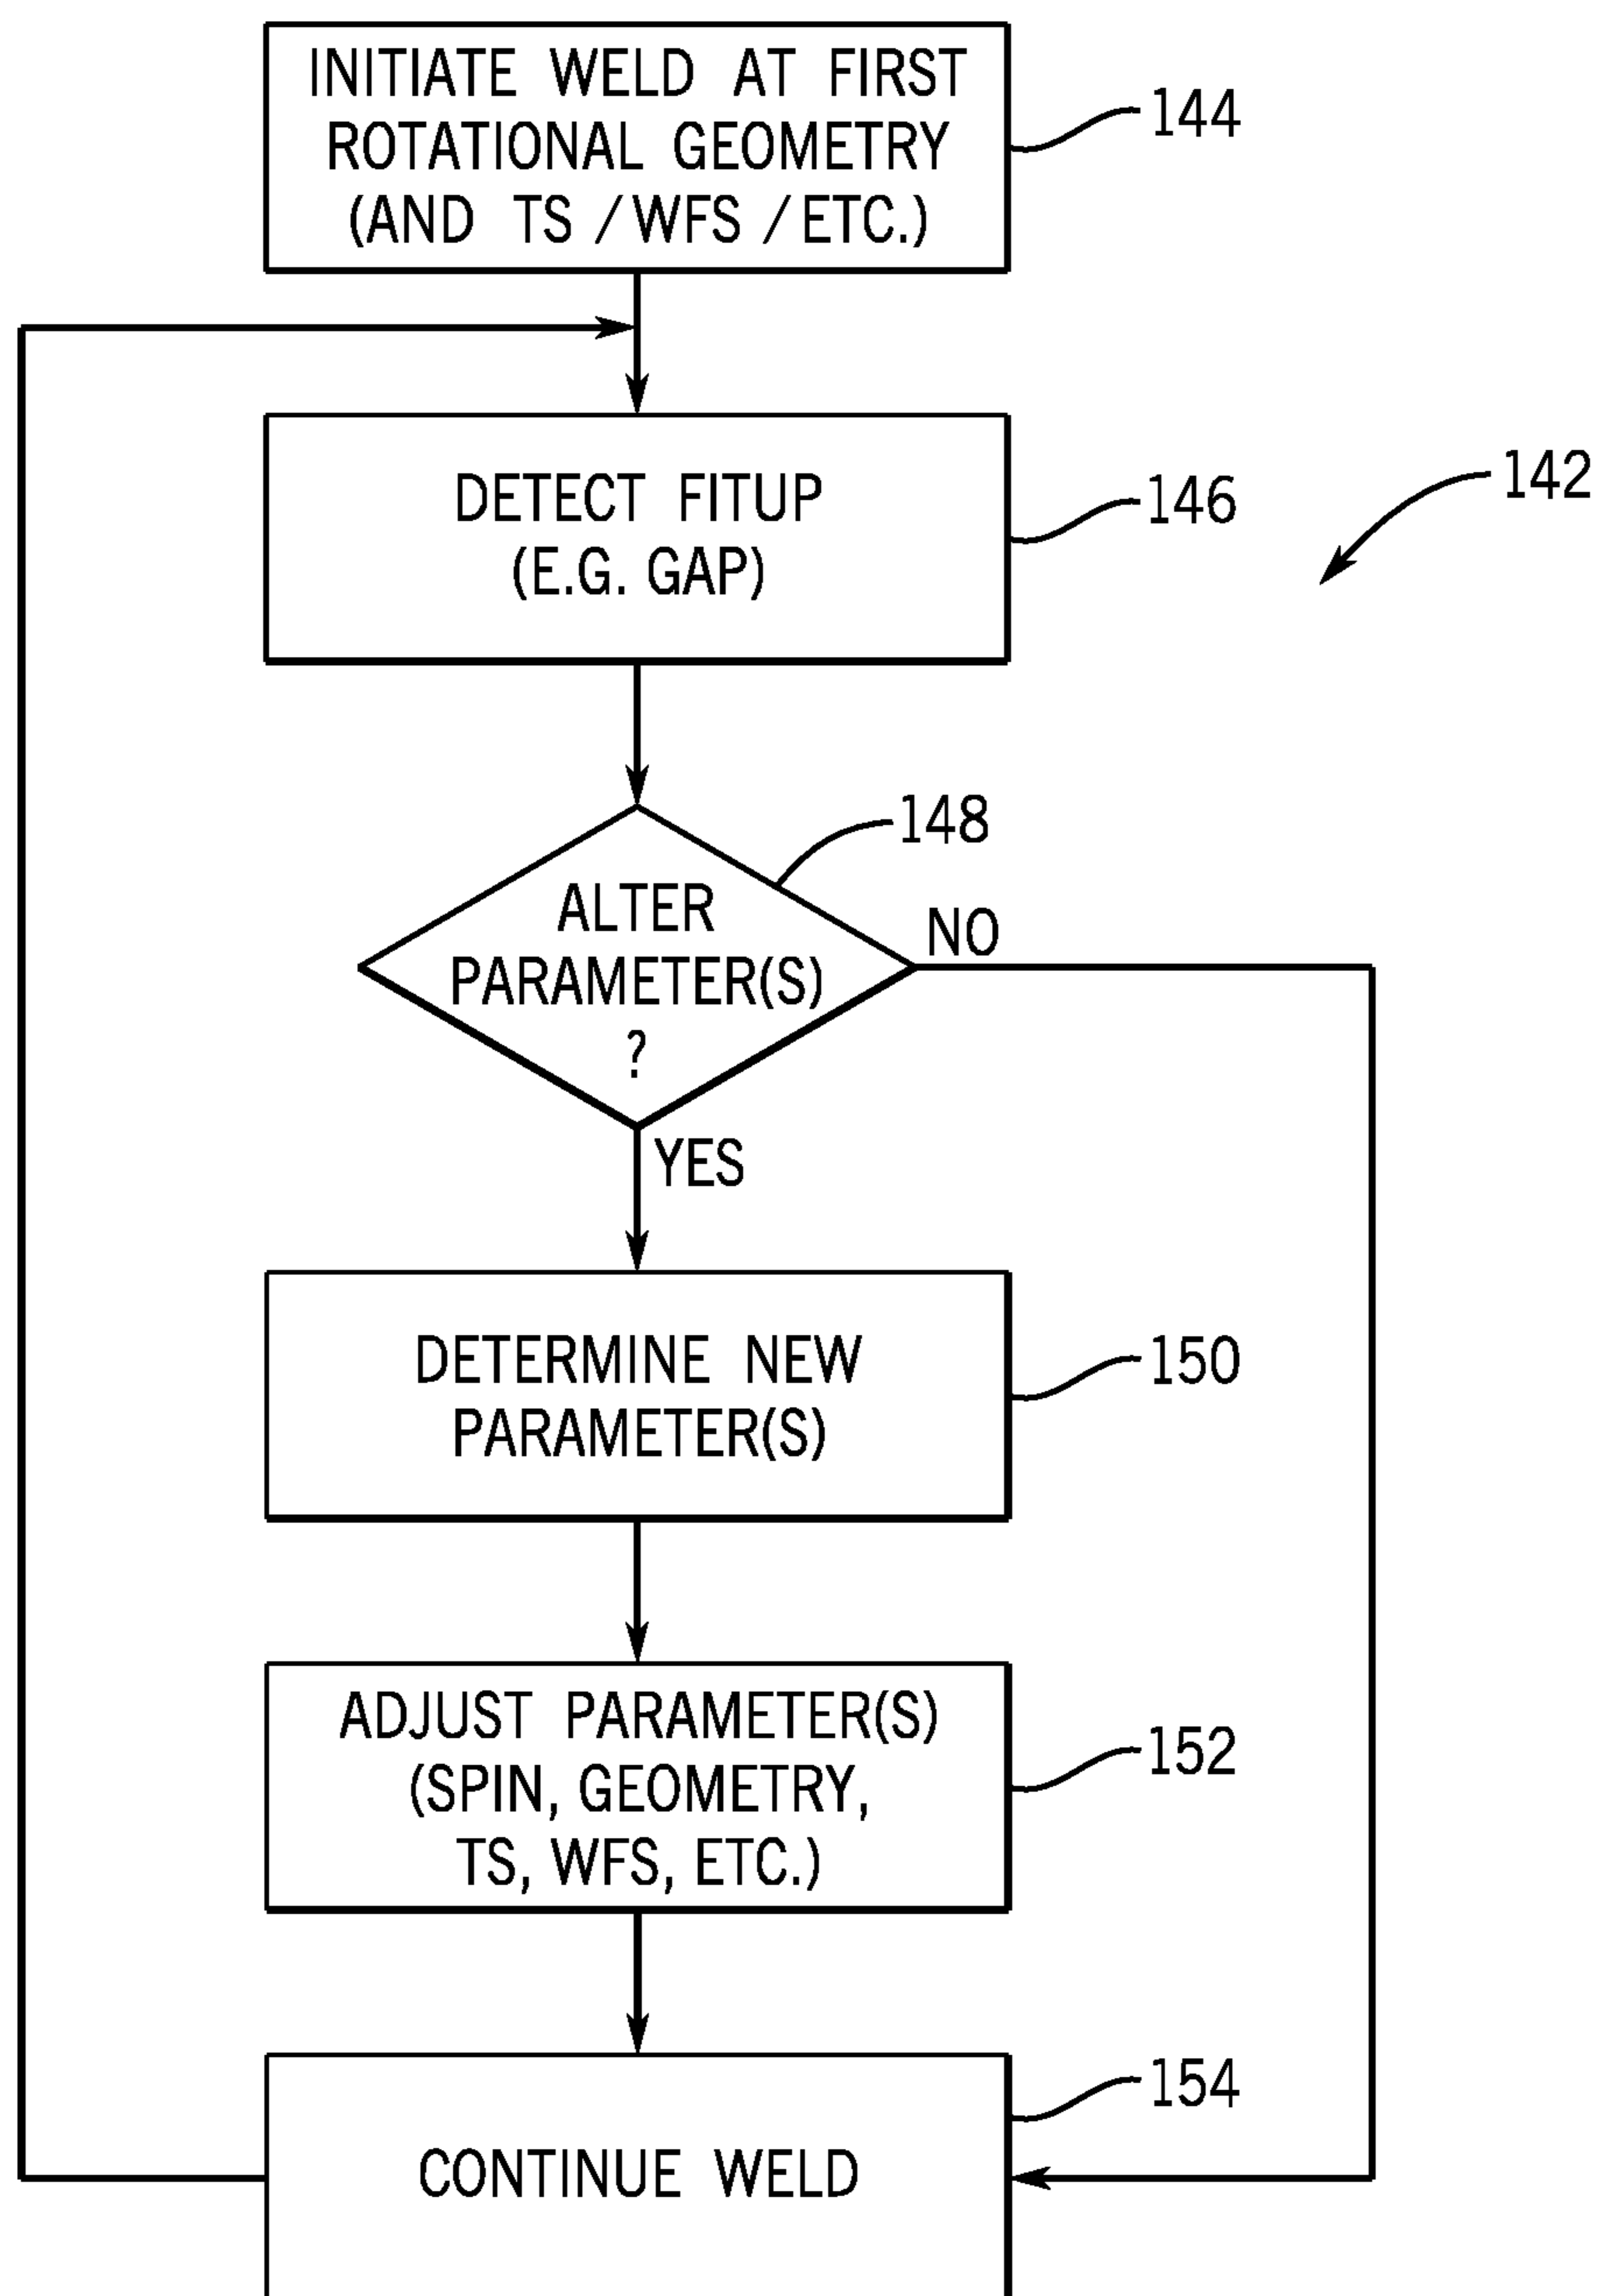 INITIATE WELD AT FIRST
ROTATIONAL GEOMETRY
(AND TS / WFS / ETC.)
144
DETECT FITUP
(E.G. GAP)
146
142
148
ALTER
PARAMETER(S)
?
NO
YES
DETERMINE NEW
PARAMETER(S)
150
ADJUST PARAMETER(S)
(SPIN, GEOMETRY,
TS, WFS, ETC.)
152
154
CONTINUE WELD